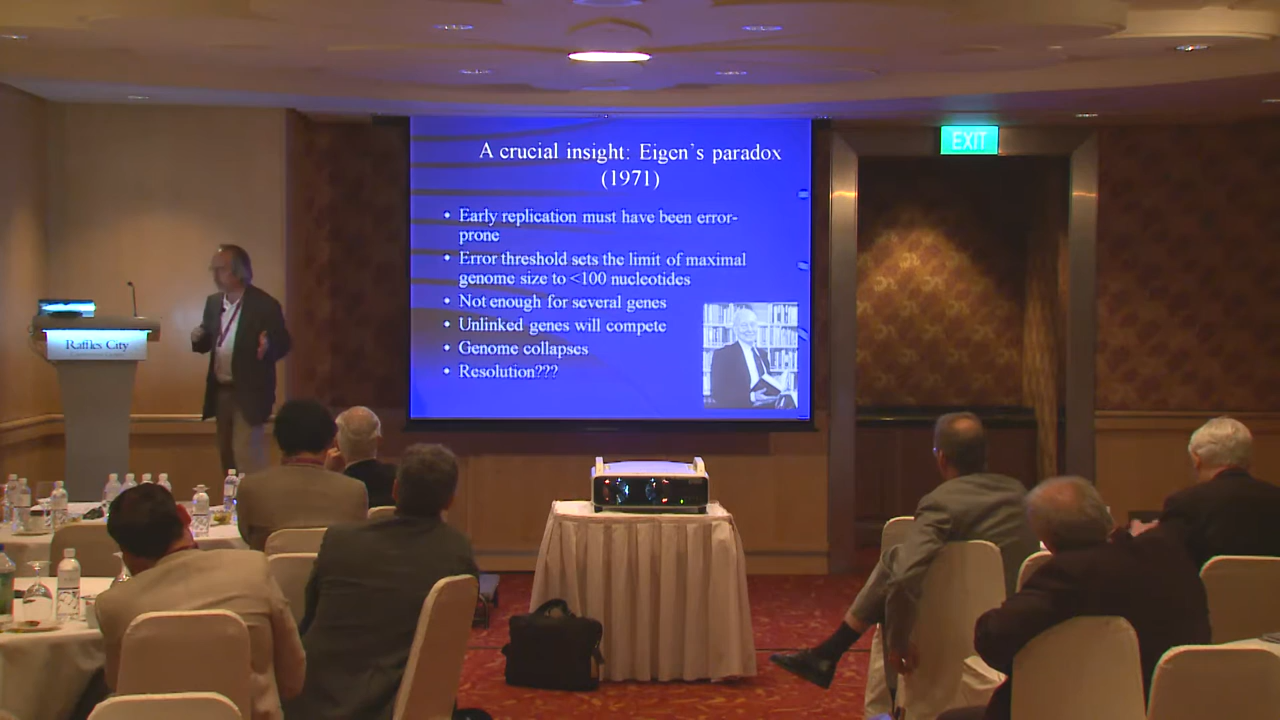 A crucial insight: Eigen's paradox
(1971)
• Early replication must have been error-
prone
• Error threshold sets the limit of maximal
genome size to <100 nucleotides
• Not enough for several genes
• Unlinked genes will compete
• Genome collapses
• Resolution???
EXIT
Raffles City